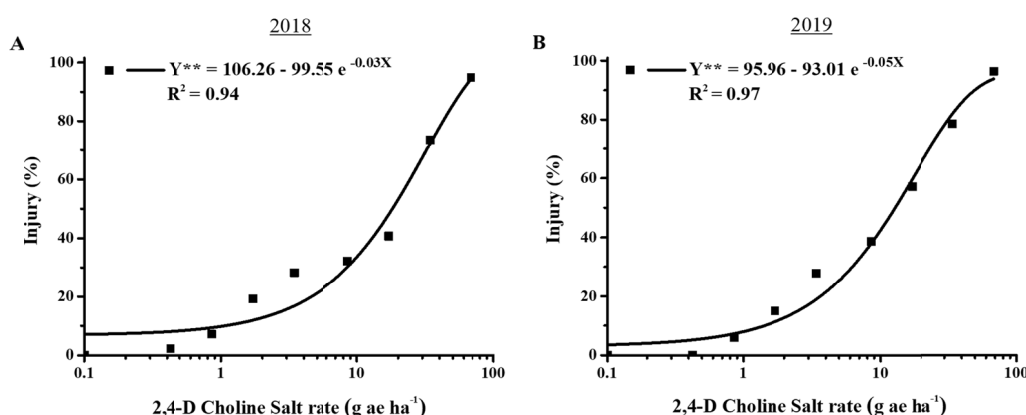 2018
A
Y** = 106.26 - 99.55 e -0.03X
R2 = 0.94
100
80
60
40
20
0
Injury (%)
0.1 1 10 100
2,4-D Choline Salt rate (g ae ha-1)
2019
B
Y** = 95.96 - 93.01 e -0.05X
R2 = 0.97
100
80
60
40
20
0
Injury (%)
0.1 1 10 100
2,4-D Choline Salt rate (g ae ha-1)